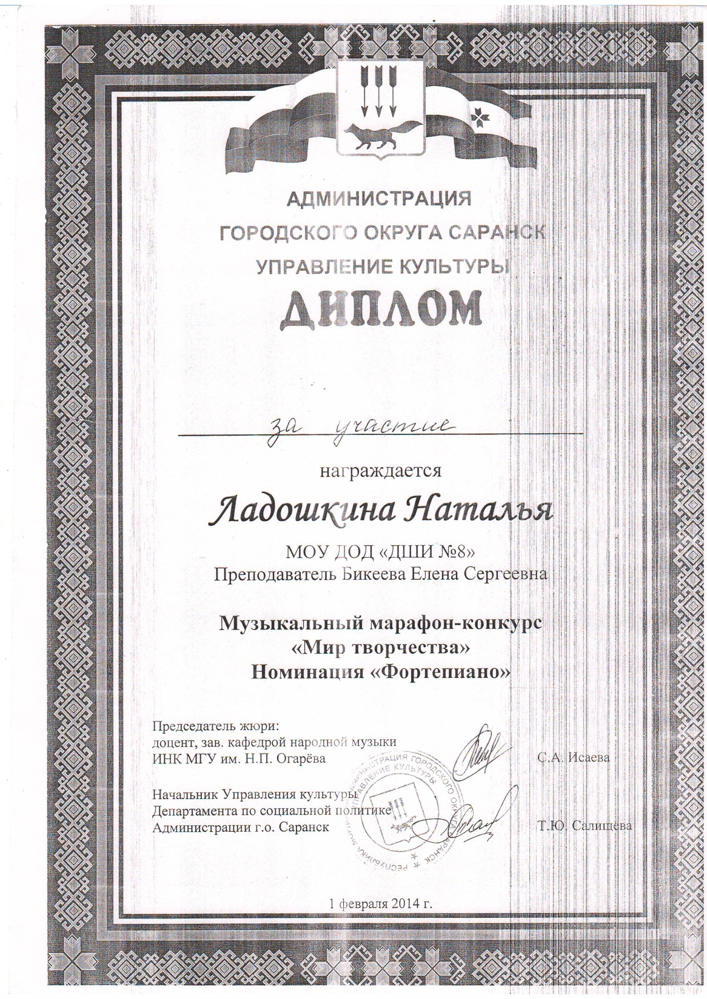 АДМИНИСТРАЦИЯ
ГОРОДСКОГО ОКРУГА САРАНСК
УПРАВЛЕНИЕ КУЛЬТУРЫ
ДИПЛОМ
за участие
награждается
Ладошкина Наталья
МОУ ДОД «ДШИ №8»
Преподаватель Бикеева Елена Сергеевна
Музыкальный марафон-конкурс
«Мир творчества»
Номинация «Фортепиано»
Председатель жюри:
доцент, зав. кафедрой народной музыки
ИНК МГУ им. Н.П. Огарёва
С.А. Исаева
Начальник Управления культуры
Департамента по социальной политике
Администрации г.о. Саранск
Т.Ю. Салищева
АДМИНИСТРАЦИЯ ГОРОДСКОГО ОКРУГА САРАНСК
УПРАВЛЕНИЕ КУЛЬТУРЫ
РЕСПУБЛИКА
1 февраля 2014 г.